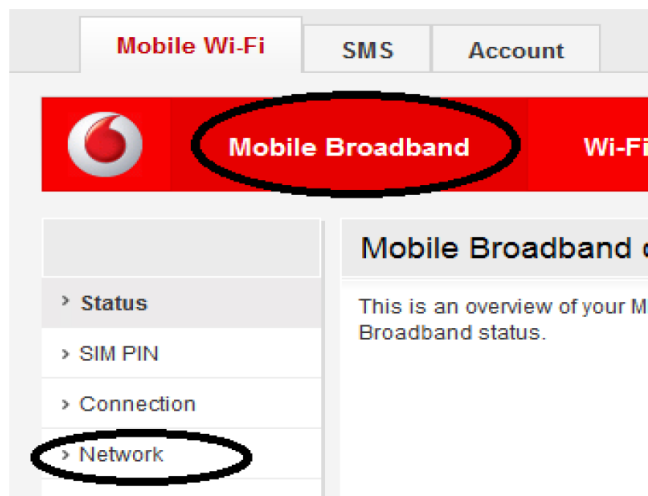 Mobile Wi-Fi SMS Account
Mobile Broadband Wi-Fi
Mobile Broadband
This is an overview of your M
Broadband status.
Status
SIM PIN
Connection
Network